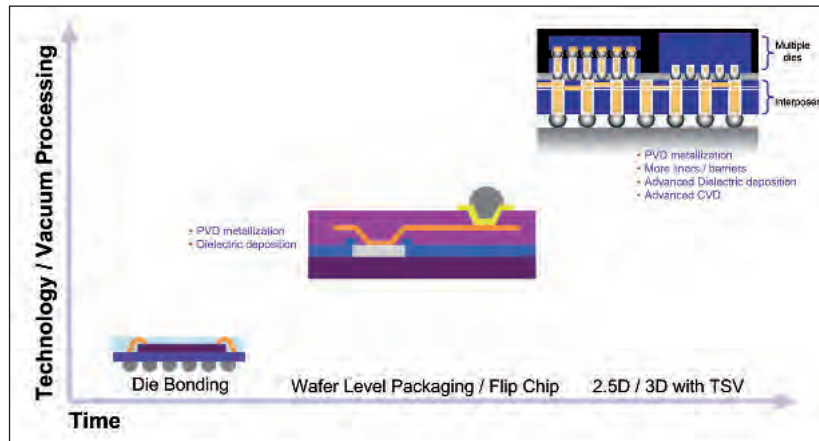 Technology / Vacuum Processing
Multiple
dies
Interposer
• PVD metallization
• More liners / barriers
• Advanced Dielectric deposition
• Advanced CVD
• PVD metallization
• Dielectric deposition
Die Bonding
Wafer Level Packaging / Flip Chip
2.5D / 3D with TSV
Time